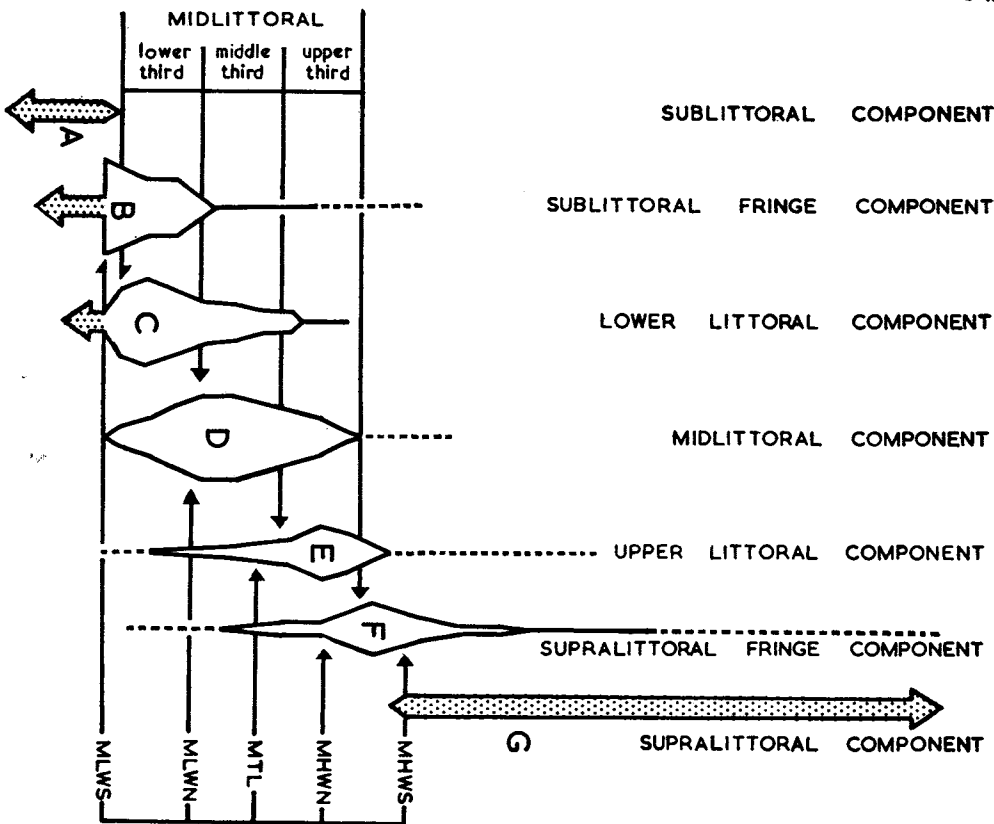 MIDLITTORAL
lower third
middle third
upper third
SUBLITTORAL COMPONENT
A
SUBLITTORAL FRINGE COMPONENT
B
LOWER LITTORAL COMPONENT
C
MIDLITTORAL COMPONENT
D
UPPER LITTORAL COMPONENT
E
SUPRALITTORAL FRINGE COMPONENT
F
SUPRALITTORAL COMPONENT
G
MLWS
MLWN
MTL
MHWN
MHWS